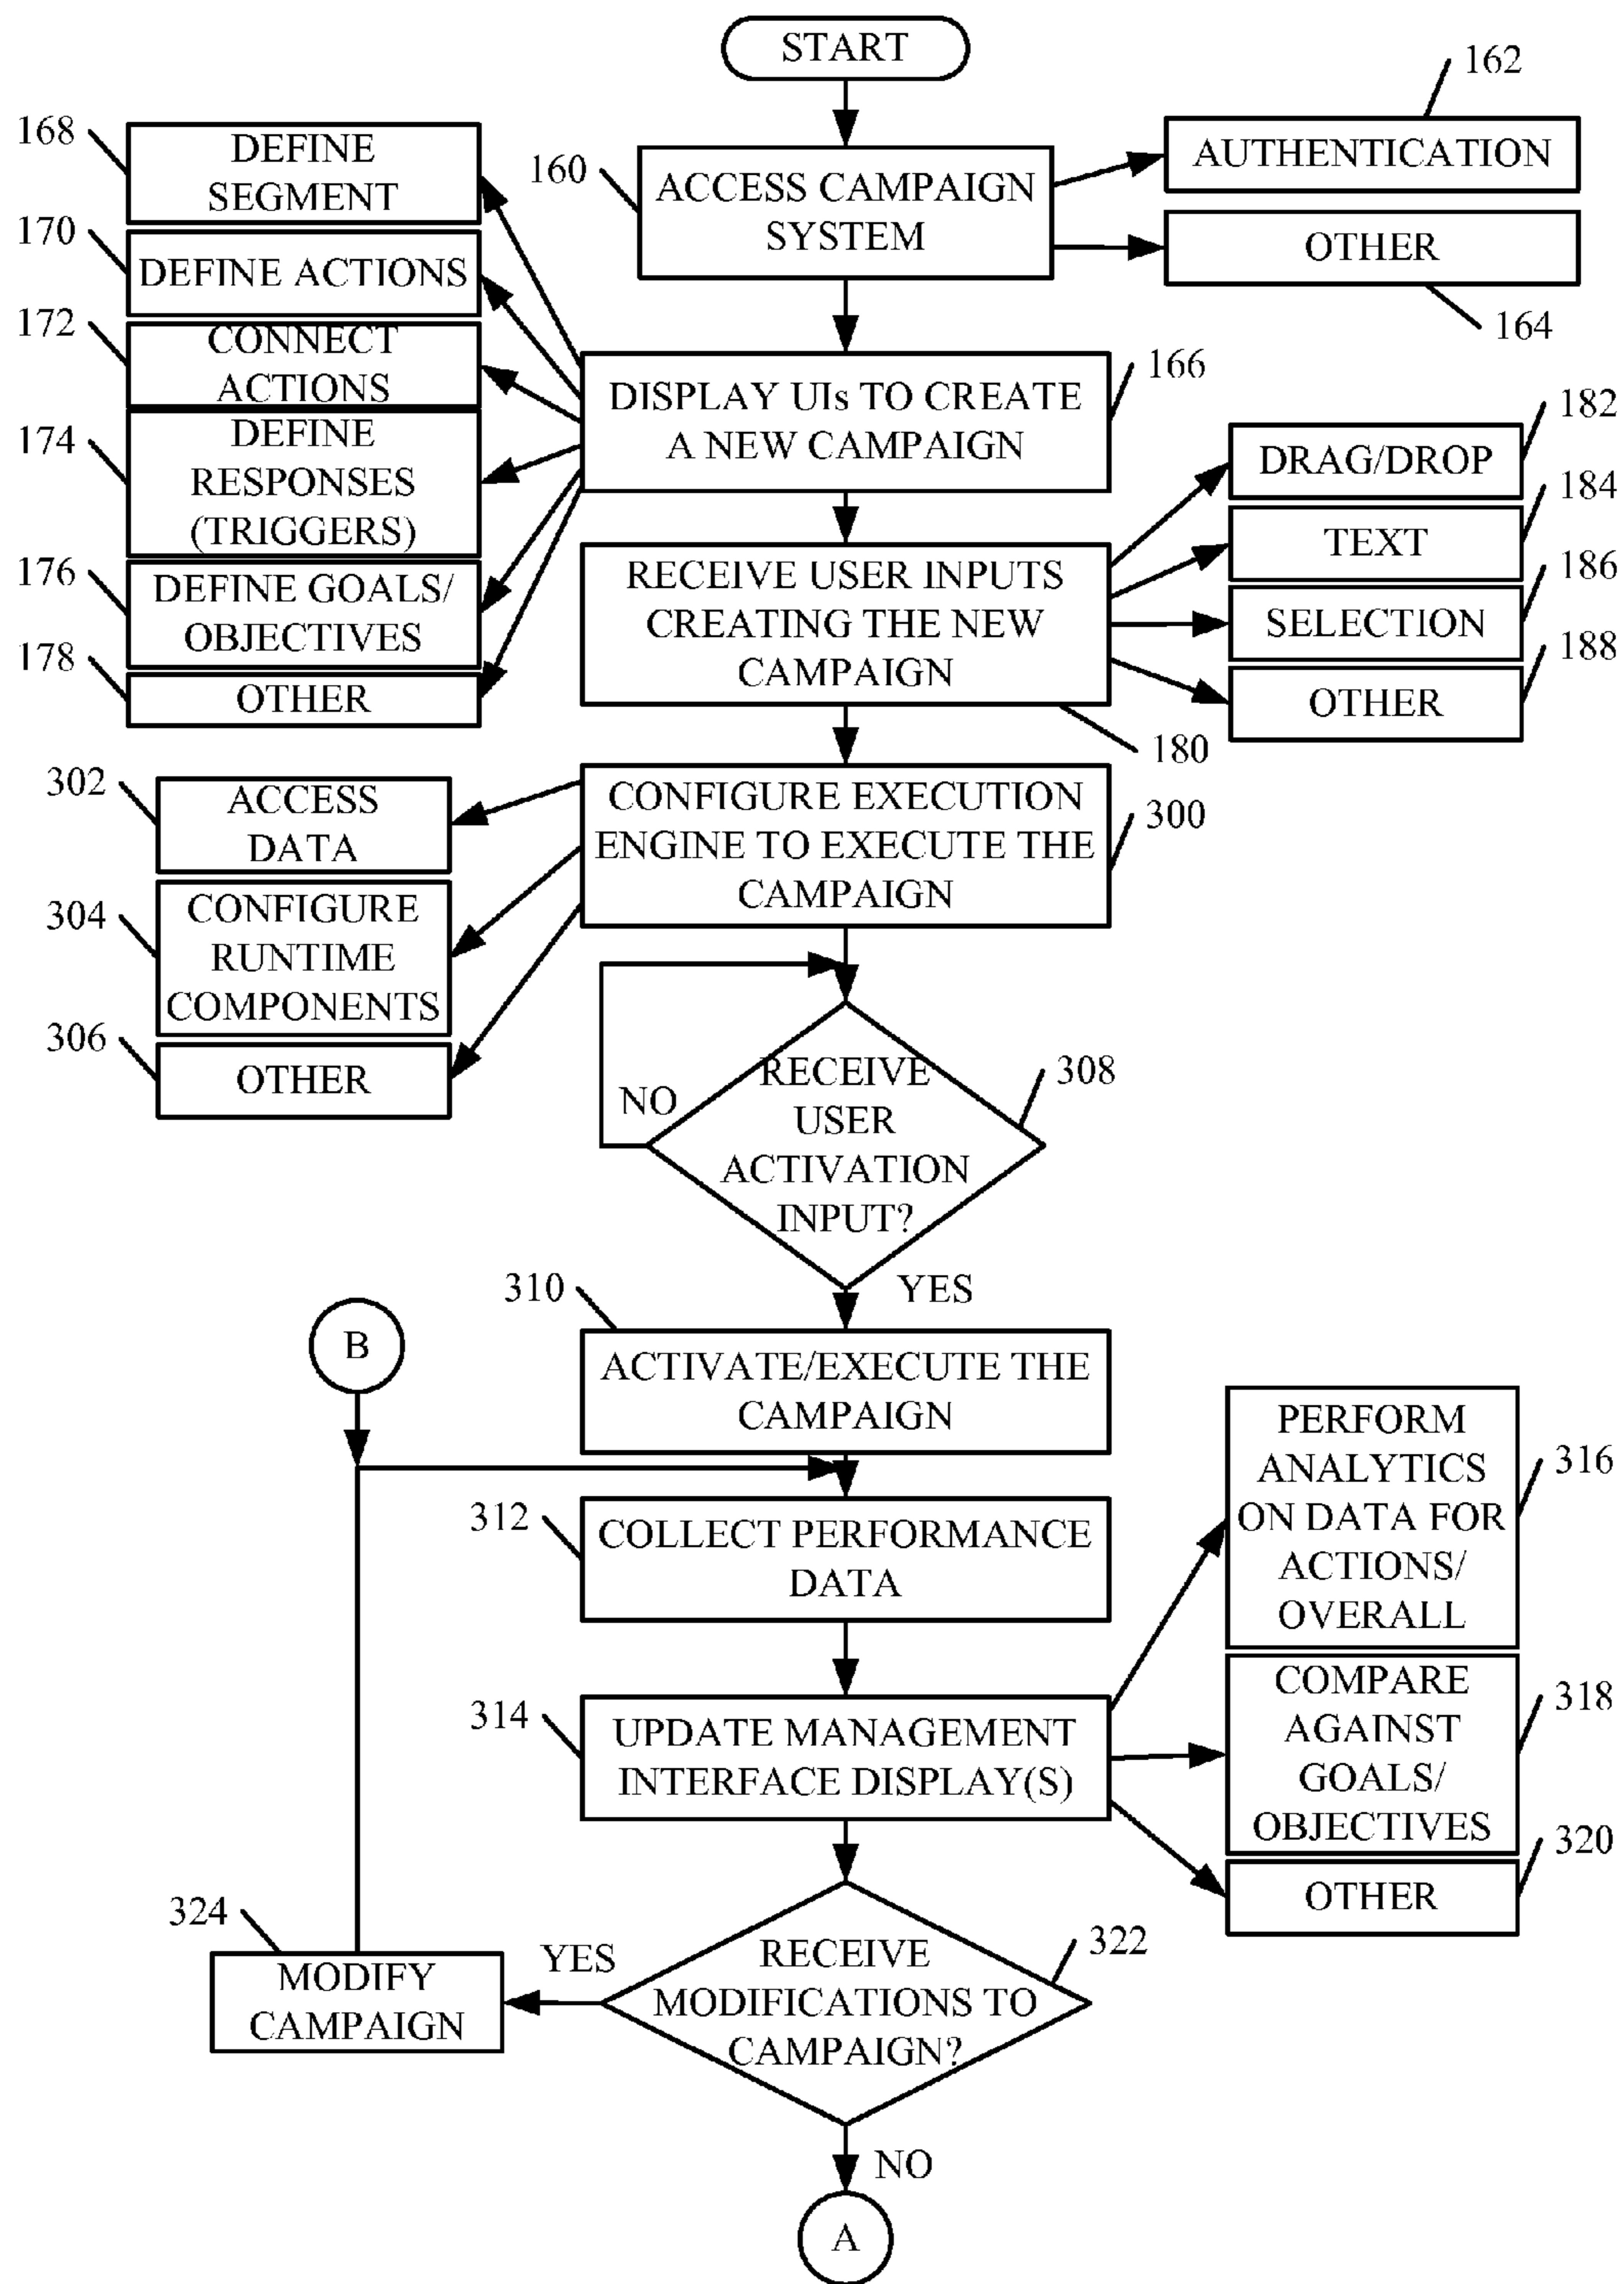 START
162
168
DEFINE
SEGMENT
160
ACCESS CAMPAIGN
SYSTEM
AUTHENTICATION
OTHER
164
170
DEFINE ACTIONS
172
CONNECT
ACTIONS
166
DISPLAY UIs TO CREATE
A NEW CAMPAIGN
174
DEFINE
RESPONSES
(TRIGGERS)
182
DRAG/DROP
184
TEXT
186
SELECTION
188
OTHER
176
DEFINE GOALS/
OBJECTIVES
178
OTHER
RECEIVE USER INPUTS
CREATING THE NEW
CAMPAIGN
180
302
ACCESS
DATA
CONFIGURE EXECUTION
ENGINE TO EXECUTE THE
CAMPAIGN
300
304
CONFIGURE
RUNTIME
COMPONENTS
306
OTHER
NO
RECEIVE
USER
ACTIVATION
INPUT?
308
YES
310
B
ACTIVATE/EXECUTE THE
CAMPAIGN
312
COLLECT PERFORMANCE
DATA
PERFORM
ANALYTICS
ON DATA FOR
ACTIONS/
OVERALL
316
314
UPDATE MANAGEMENT
INTERFACE DISPLAY(S)
COMPARE
AGAINST
GOALS/
OBJECTIVES
318
320
OTHER
324
MODIFY
CAMPAIGN
YES
RECEIVE
MODIFICATIONS TO
CAMPAIGN?
322
NO
A